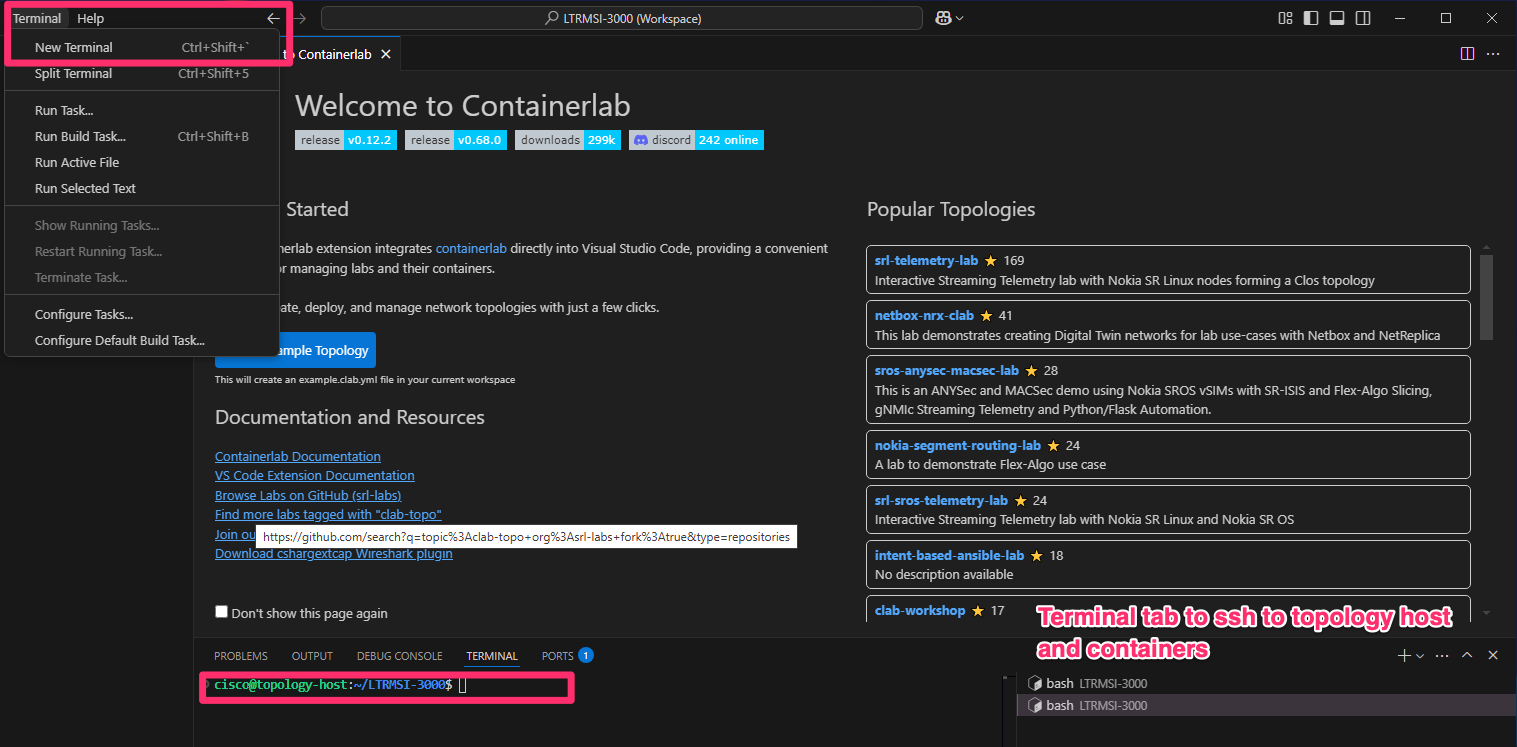 Terminal Help
LTRMSI-3000 (Workspace)
New Terminal Ctrl+Shift+`
Split Terminal Ctrl+Shift+5
Run Task...
Run Build Task... Ctrl+Shift+B
Run Active File
Run Selected Text
Show Running Tasks...
Restart Running Task...
Terminate Task...
Configure Tasks...
Configure Default Build Task...
to Containerlab
Welcome to Containerlab
release v0.12.2 release v0.68.0 downloads 299k discord 242 online
Started
integrates containerlab directly into Visual Studio Code, providing a convenient
managing labs and their containers.
deploy, and manage network topologies with just a few clicks.
Topology
This will create an example.clab.yml file in your current workspace
Documentation and Resources
Containerlab Documentation
VS Code Extension Documentation
Browse Labs on GitHub (srl-labs)
Find more labs tagged with "clab-topo"
Join
https://github.com/search?q=topic%3Aclab-topo+org%3Asrl-labs+fork%3Atrue&type=repositories
Download cshargextcap Wireshark plugin
Don't show this page again
Popular Topologies
srl-telemetry-lab 169
Interactive Streaming Telemetry lab with Nokia SR Linux nodes forming a Clos topology
netbox-nrx-clab 41
This lab demonstrates creating Digital Twin networks for lab use-cases with Netbox and NetReplica
sros-anysec-macsec-lab 28
This is an ANYSec and MACSec demo using Nokia SROS vSIMs with SR-ISIS and Flex-Algo Slicing,
gNMIc Streaming Telemetry and Python/Flask Automation.
nokia-segment-routing-lab 24
A lab to demonstrate Flex-Algo use case
srl-sros-telemetry-lab 24
Interactive Streaming Telemetry lab with Nokia SR Linux and Nokia SR OS
intent-based-ansible-lab 18
No description available
clab-workshop 17
Terminal tab to ssh to topology host
and containers
PROBLEMS OUTPUT DEBUG CONSOLE TERMINAL PORTS 1
cisco@topology-host:~/LTRMSI-3000$
bash LTRMSI-3000
bash LTRMSI-3000